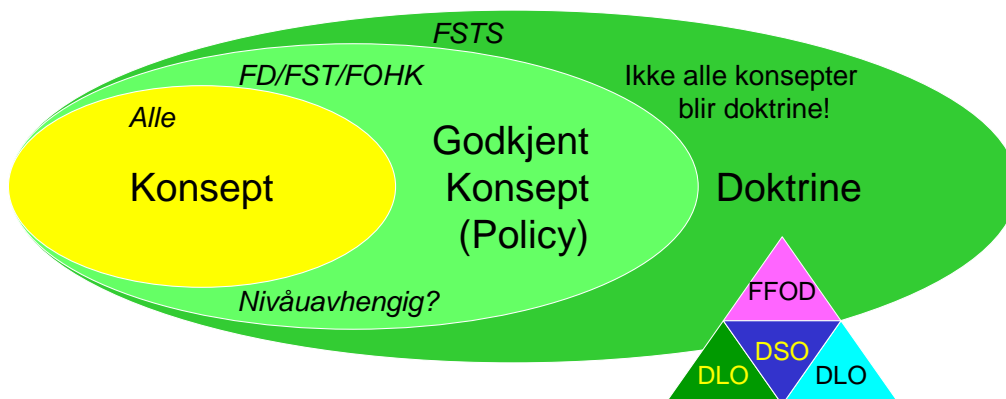 FSTS
FD/FST/FOHK
Ikke alle konsepter
blir doktrine!
Alle
Godkjent
Konsept
Konsept
(Policy)
Doktrine
Nivåuavhengig?
FFOD
DSO
DLO
DLO